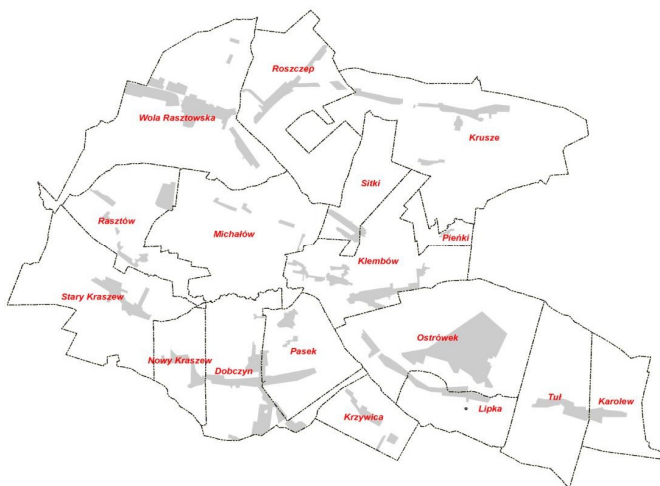 Roszczep
Wola Rasztowska
Krusze
Sitki
Rasztów
Michałów
Pieńki
Klembów
Stary Kraszew
Ostrówek
Nowy Kraszew
Dobczyn
Pasek
Krzywica
Lipka
Tuł
Karolew